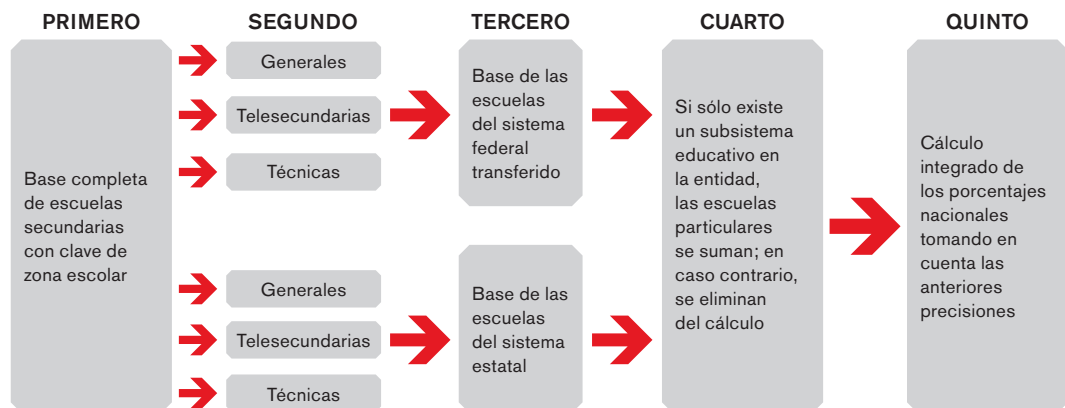 PRIMERO
Base completa
de escuelas
secundarias
con clave de
zona escolar
SEGUNDO
Generales
Telesecundarias
Técnicas
Generales
Telesecundarias
Técnicas
TERCERO
Base de las
escuelas
del sistema
federal
transferido
Base de las
escuelas
del sistema
estatal
CUARTO
Si sólo existe
un subsistema
educativo en
la entidad,
las escuelas
particulares
se suman; en
caso contrario,
se eliminan
del cálculo
QUINTO
Cálculo
integrado de
los porcentajes
nacionales
tomando en
cuenta las
anteriores
precisiones